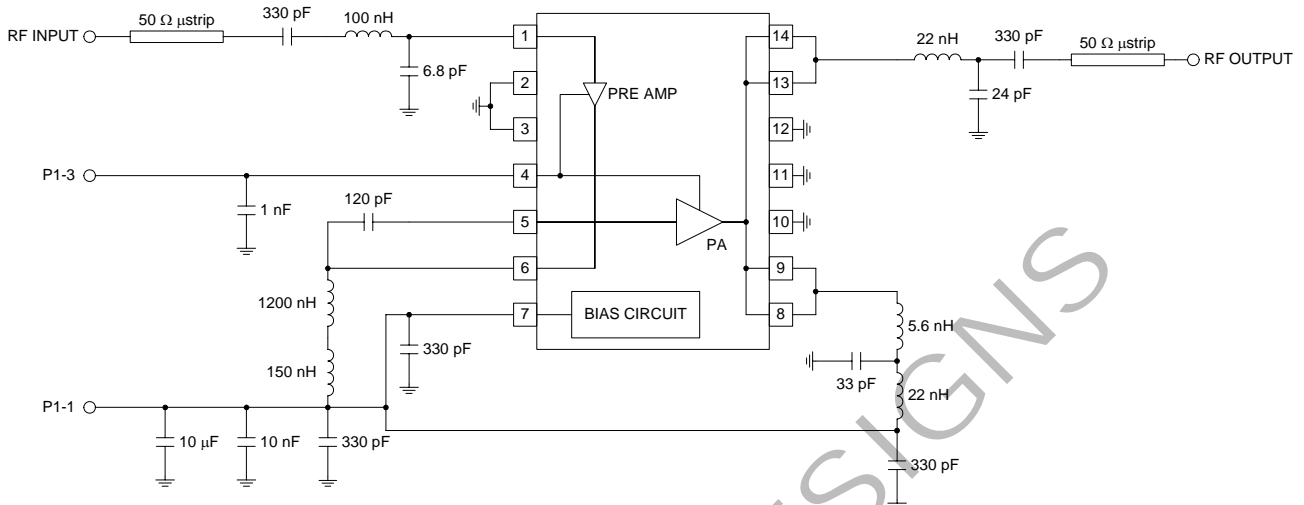 RF INPUT
50 Ω μstrip
330 pF
100 nH
6.8 pF
1
2
3
4
5
6
7
PRE AMP
PA
BIAS CIRCUIT
14
13
12
11
10
9
8
22 nH
330 pF
50 Ω μstrip
RF OUTPUT
24 pF
P1-3
1 nF
120 pF
1200 nH
150 nH
330 pF
P1-1
10 μF
10 nF
330 pF
5.6 nH
33 pF
22 nH
330 pF
SIGNS